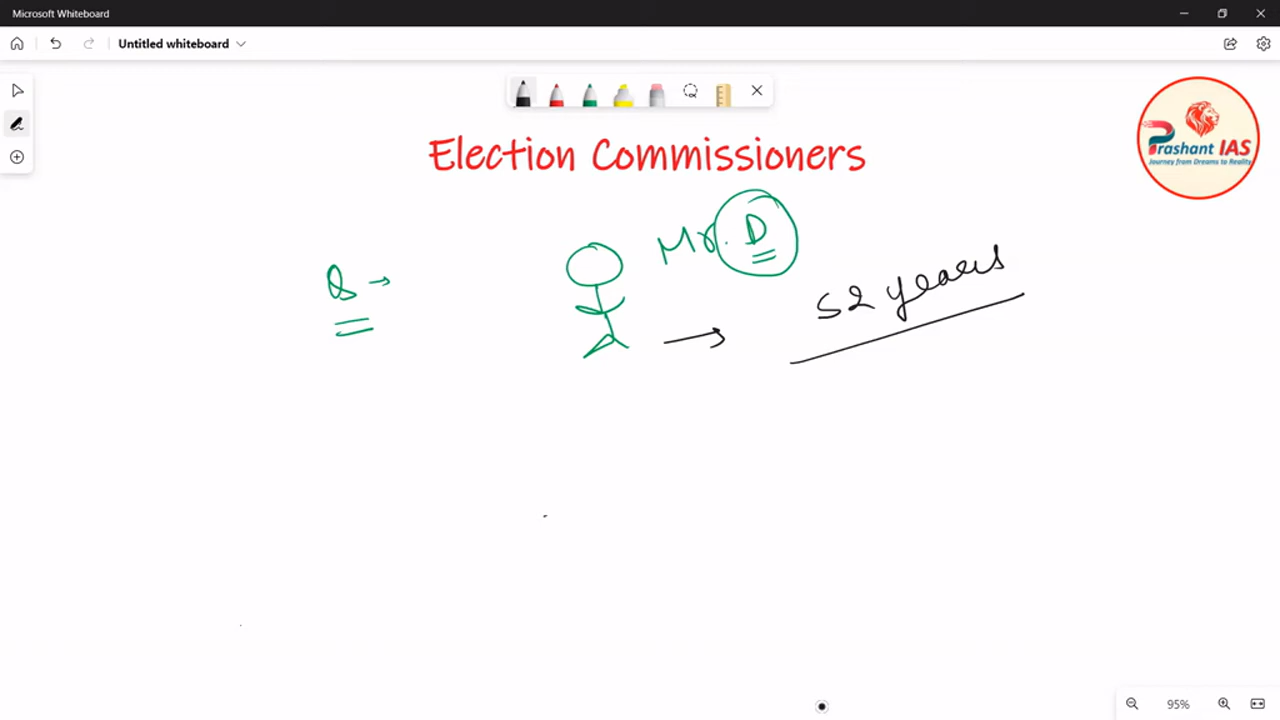 Microsoft Whiteboard
Untitled whiteboard
Election Commissioners
Prashant IAS
Journey from Dreams to Reality
Mr. D
Q →
→ 52 years
95%